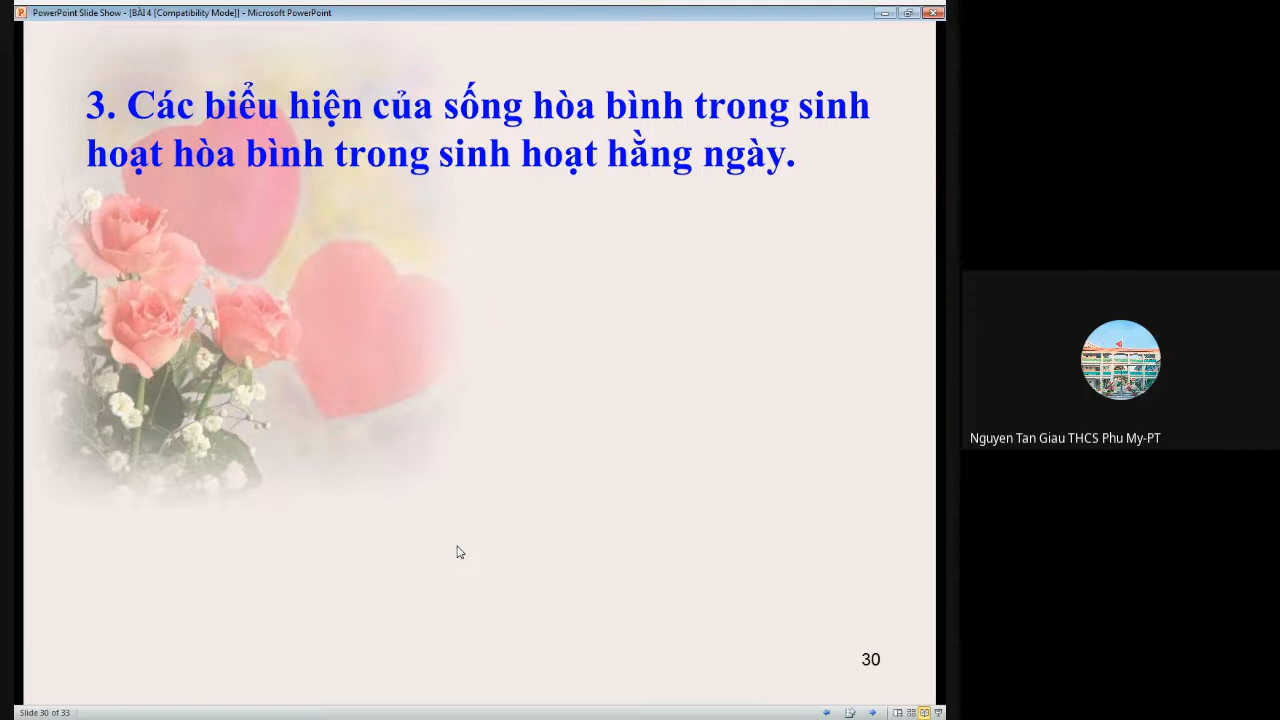 PowerPoint Slide Show - [BÀI 4 [Compatibility Mode]] - Microsoft PowerPoint
3. Các biểu hiện của sống hòa bình trong sinh
hoạt hòa bình trong sinh hoạt hằng ngày.
Nguyen Tan Giau THCS Phu My-PT
30
Slide 30 of 33